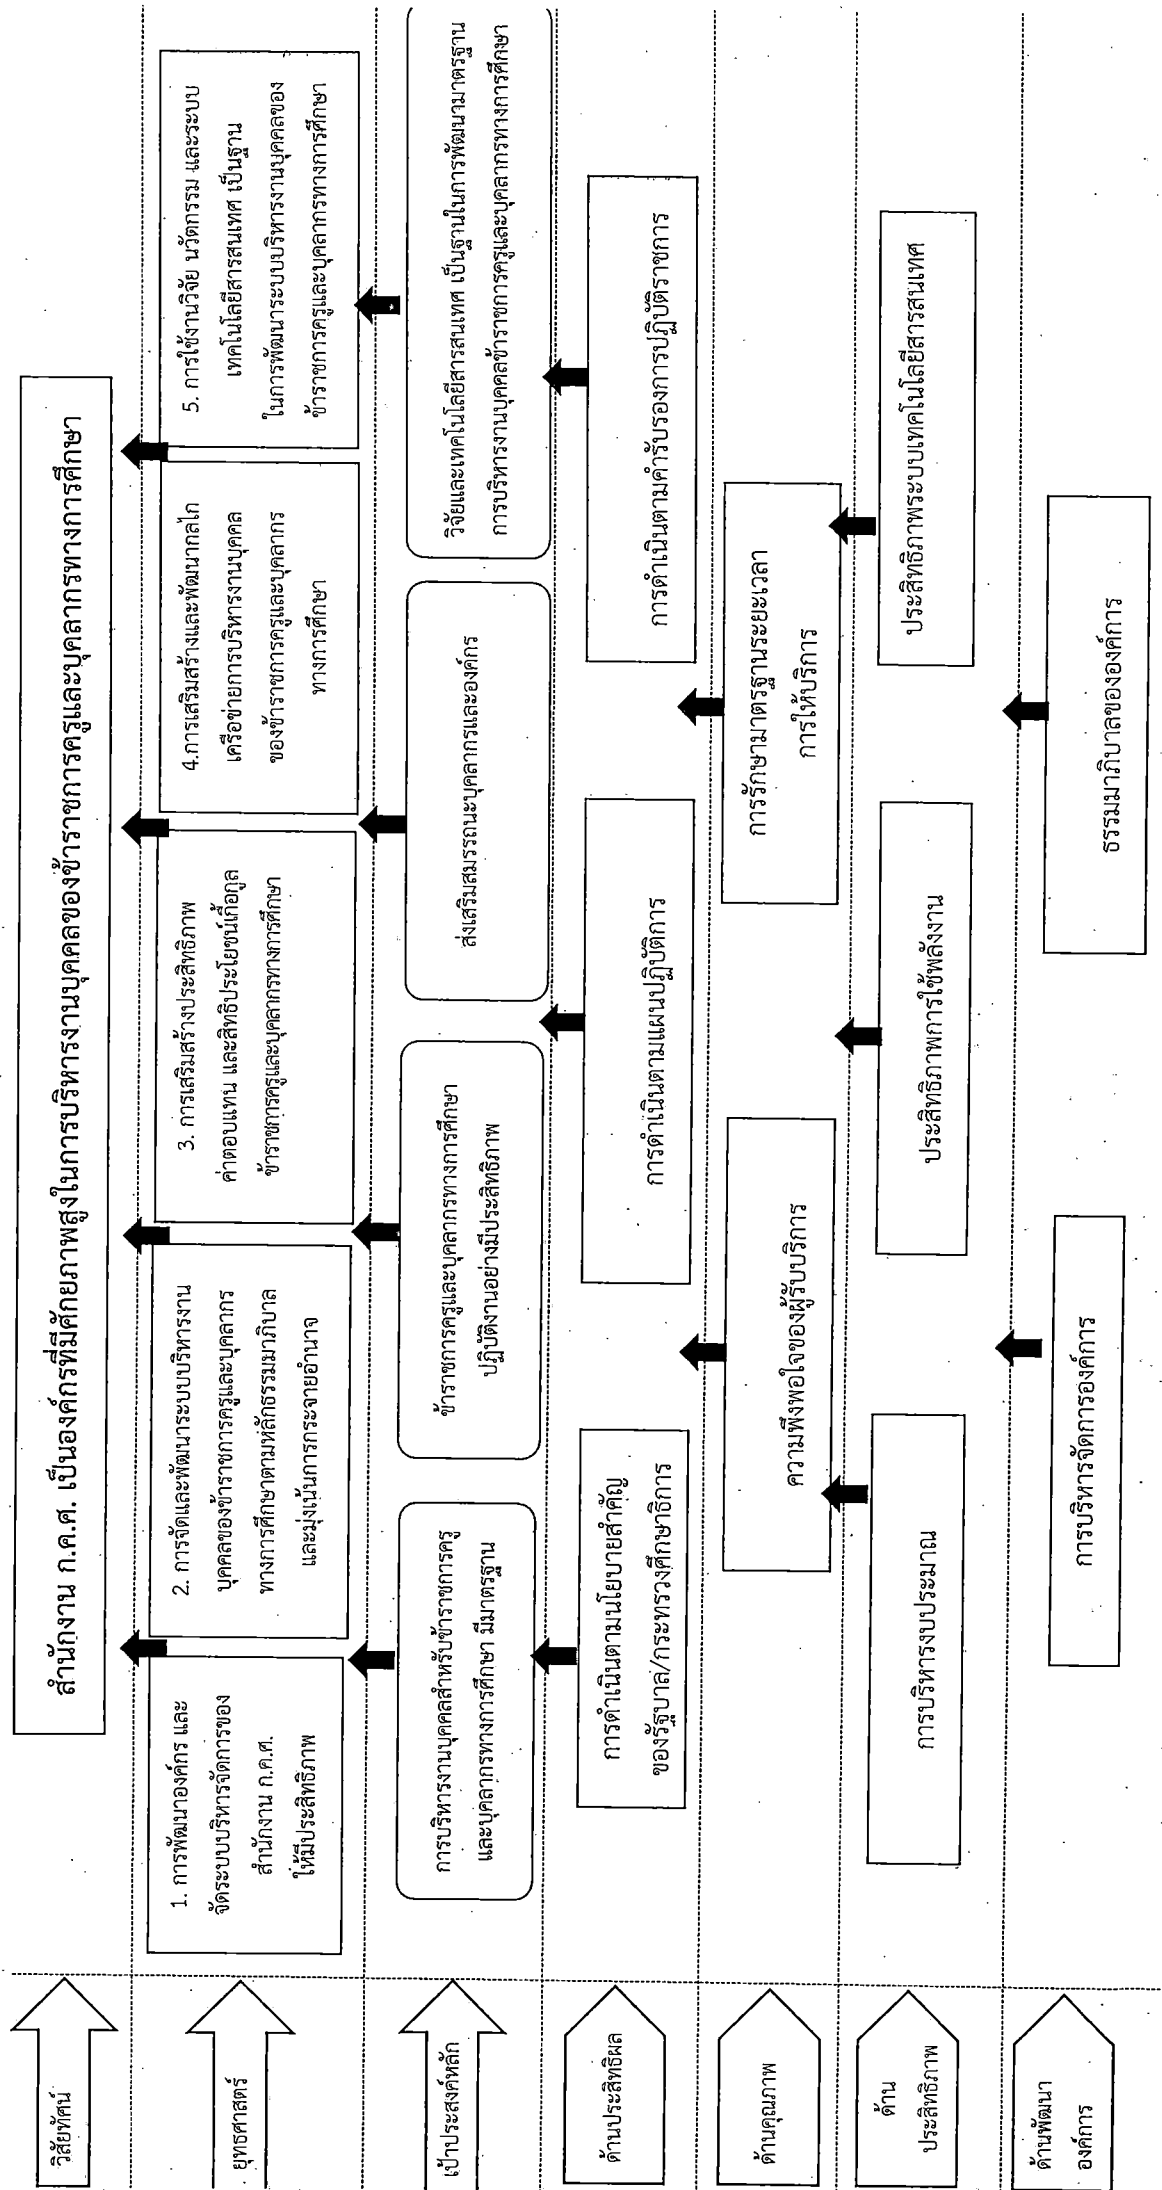 วิสัยทัศน์
สำนักงาน ก.ค.ศ. เป็นองค์กรที่มีศักยภาพสูงในการบริหารงานบุคคลของข้าราชการครูและบุคลากรทางการศึกษา
ยุทธศาสตร์
1. การพัฒนาองค์กร และ
จัดระบบบริหารจัดการของ
สำนักงาน ก.ค.ศ.
ให้มีประสิทธิภาพ
2. การจัดและพัฒนาระบบบริหารงาน
บุคคลของข้าราชการครูและบุคลากร
ทางการศึกษาตามหลักธรรมมาภิบาล
และมุ่งเน้นการกระจายอำนาจ
3. การเสริมสร้างประสิทธิภาพ
ค่าตอบแทน และสิทธิประโยชน์เกื้อกูล
ข้าราชการครูและบุคลากรทางการศึกษา
4.การเสริมสร้างและพัฒนากลไก
เครือข่ายการบริหารงานบุคคล
ของข้าราชการครูและบุคลากร
ทางการศึกษา
5. การใช้งานวิจัย นวัตกรรม และระบบ
เทคโนโลยีสารสนเทศ เป็นฐาน
ในการพัฒนาระบบบริหารงานบุคคลของ
ข้าราชการครูและบุคลากรทางการศึกษา
เป้าประสงค์หลัก
การบริหารงานบุคคลสำหรับข้าราชการครู
และบุคลากรทางการศึกษา มีมาตรฐาน
ข้าราชการครูและบุคลากรทางการศึกษา
ปฏิบัติงานอย่างมีประสิทธิภาพ
ส่งเสริมสมรรถนะบุคลากรและองค์กร
วิจัยและเทคโนโลยีสารสนเทศ เป็นฐานในการพัฒนามาตรฐาน
การบริหารงานบุคคลข้าราชการครูและบุคลากรทางการศึกษา
ด้านประสิทธิผล
การดำเนินตามนโยบายสำคัญ
ของรัฐบาล/กระทรวงศึกษาธิการ
การดำเนินตามแผนปฏิบัติการ
การดำเนินตามคำรับรองการปฏิบัติราชการ
ด้านคุณภาพ
ความพึงพอใจของผู้รับบริการ
การรักษามาตรฐานระยะเวลา
การให้บริการ
ด้าน
ประสิทธิภาพ
การบริหารงบประมาณ
ประสิทธิภาพการใช้พลังงาน
ประสิทธิภาพระบบเทคโนโลยีสารสนเทศ
ด้านพัฒนา
องค์การ
การบริหารจัดการองค์การ
ธรรมมาภิบาลขององค์การ